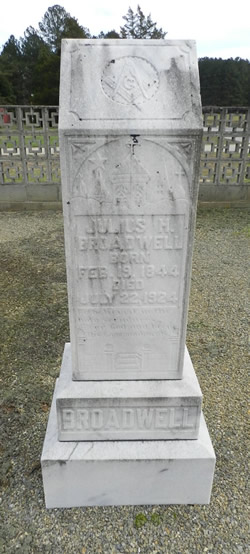 JULIUS H.
BROADWELL
BORN
FEB. 19, 1844
DIED
JULY 22, 1924
BROADWELL